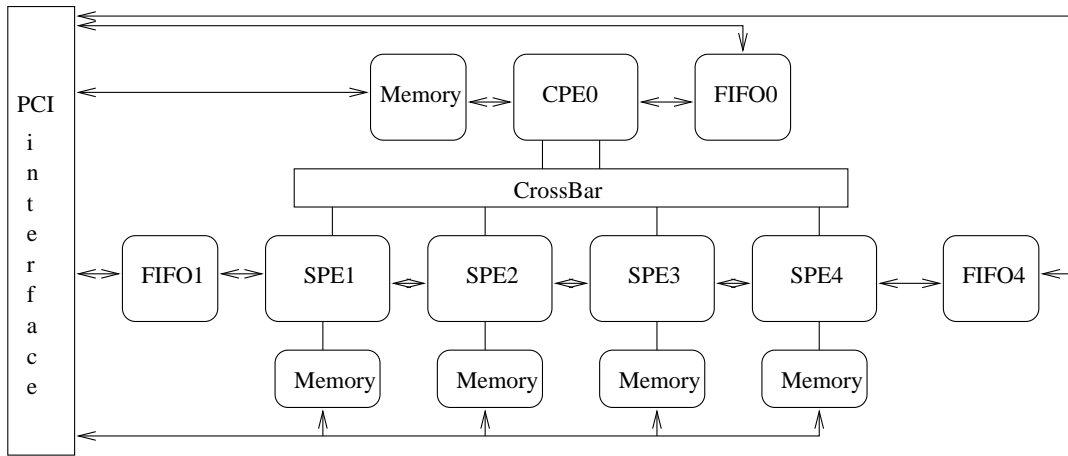 PCI
i
n
t
e
r
f
a
c
e
Memory
CPE0
FIFO0
CrossBar
FIFO1
SPE1
SPE2
SPE3
SPE4
FIFO4
Memory
Memory
Memory
Memory